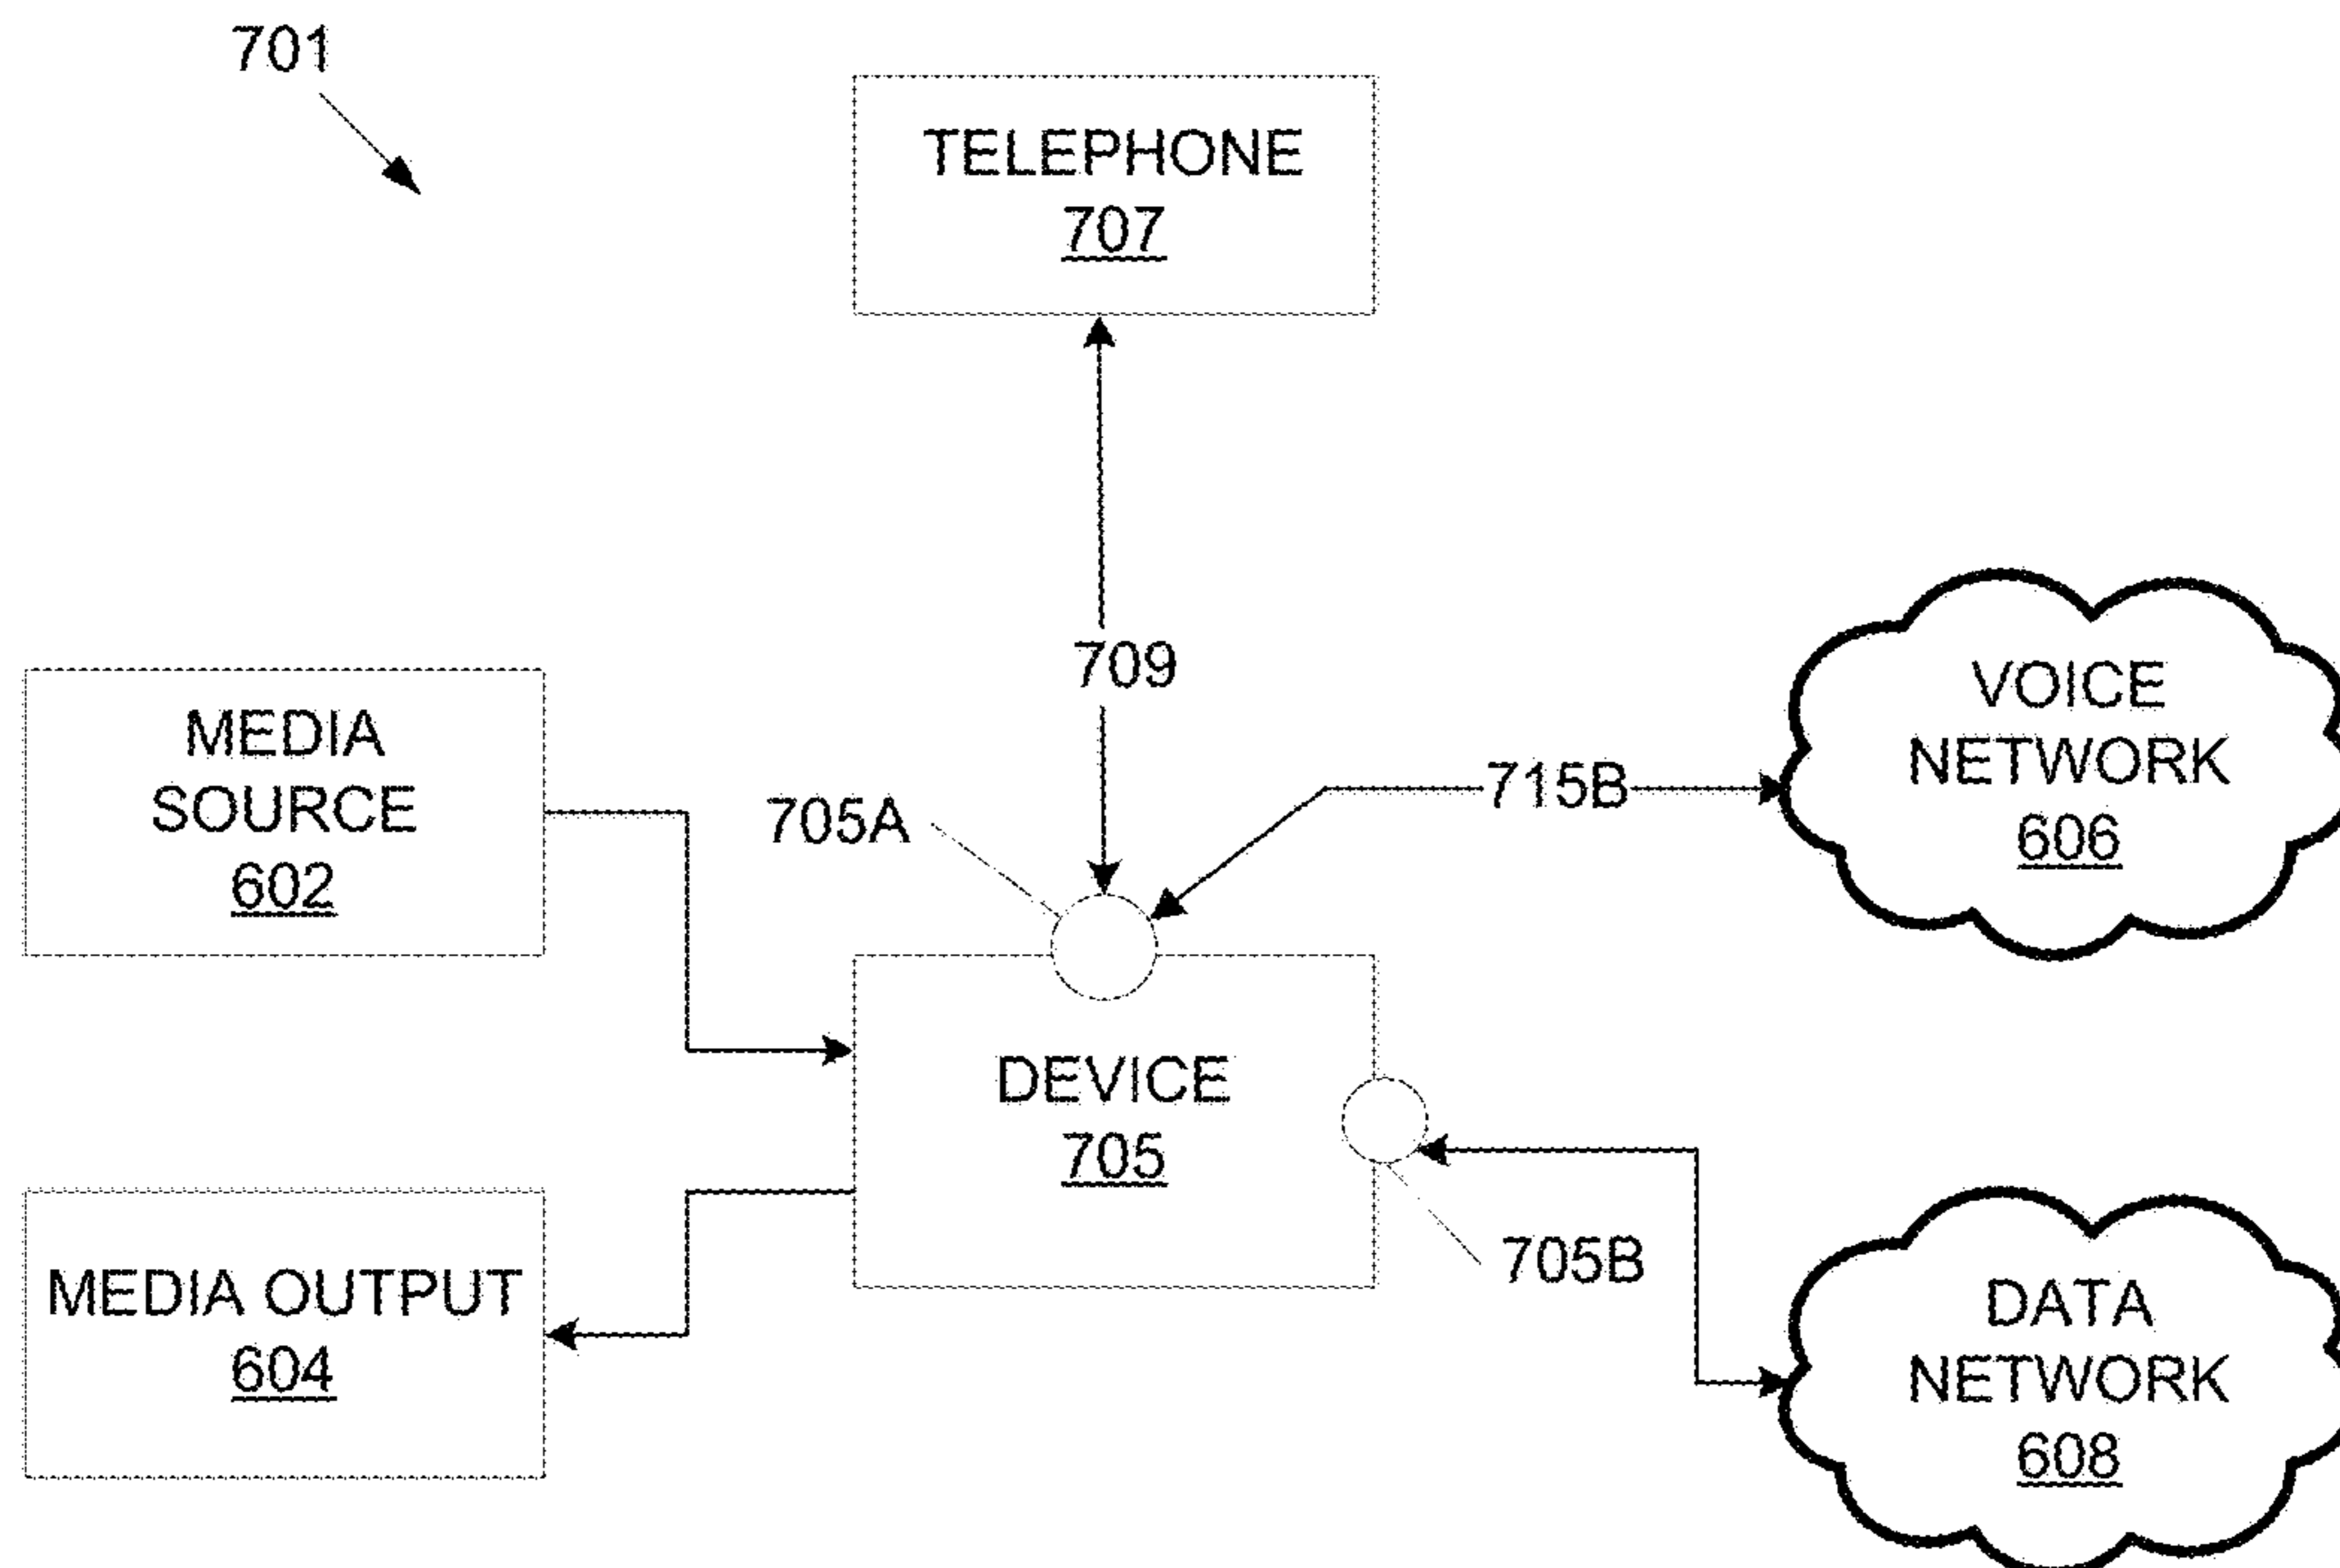 701
TELEPHONE
707
709
MEDIA
SOURCE
602
705A
715B
VOICE
NETWORK
606
DEVICE
705
705B
MEDIA OUTPUT
604
DATA
NETWORK
608